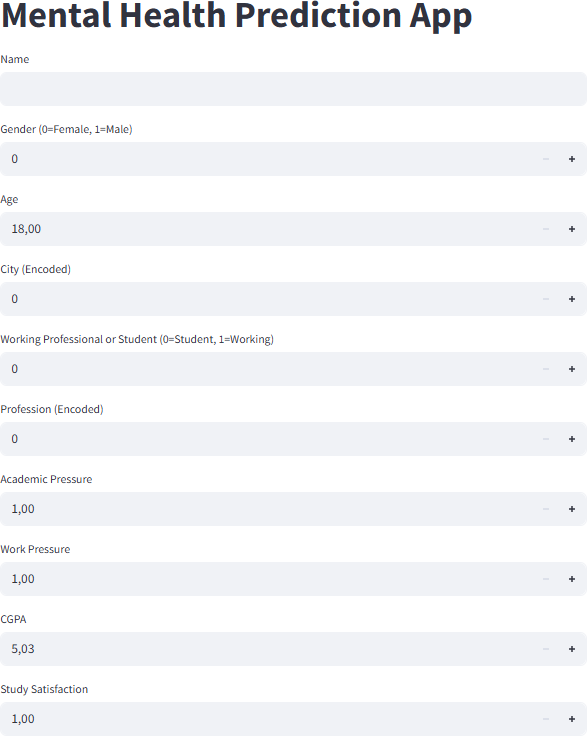 Mental Health Prediction App
Name
Gender (0=Female, 1=Male)
0
Age
18,00
City (Encoded)
0
Working Professional or Student (0=Student, 1=Working)
0
Profession (Encoded)
0
Academic Pressure
1,00
Work Pressure
1,00
CGPA
5,03
Study Satisfaction
1,00